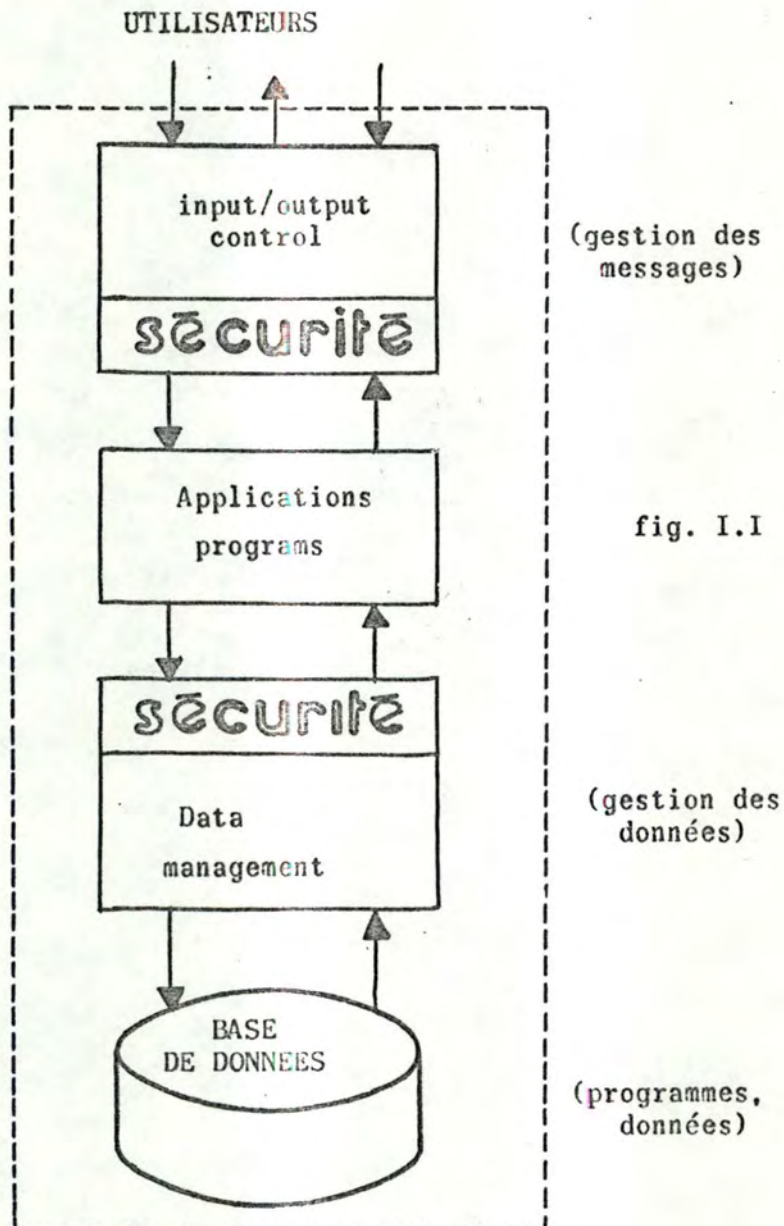 UTILISATEURS
input/output
control
(gestion des
messages)
sécurité
Applications
programs
fig. I.I
sécurité
Data
management
(gestion des
données)
BASE
DE DONNEES
(programmes,
données)